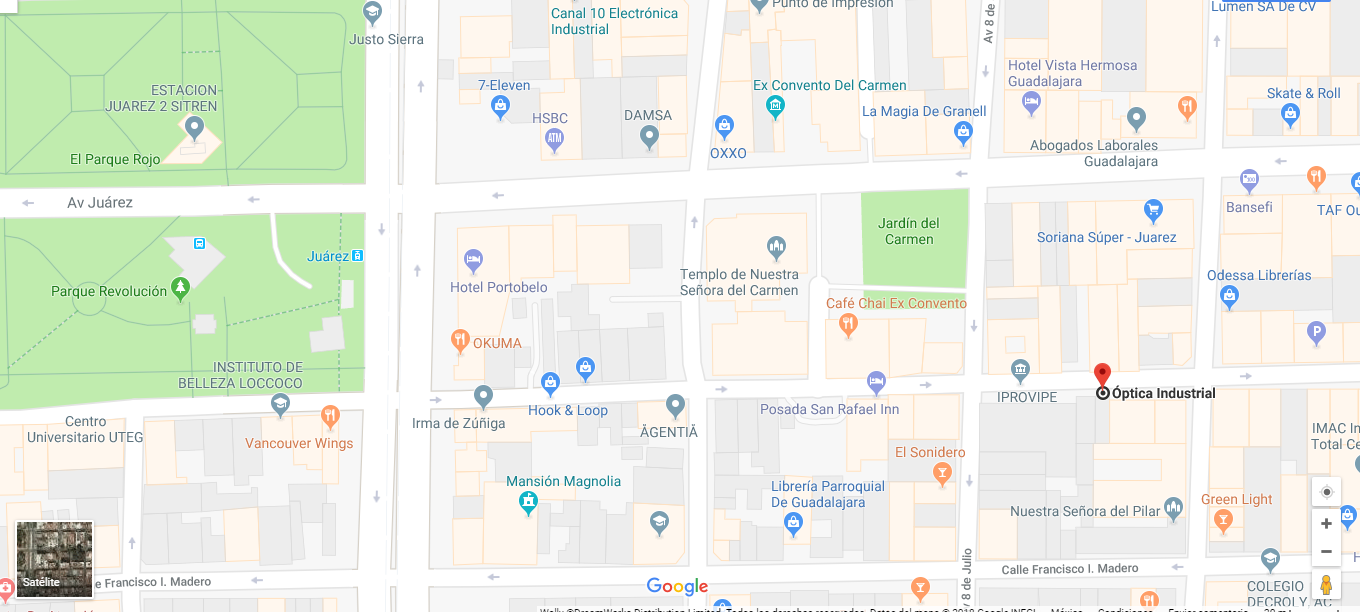 Canal 10 Electrónica
Industrial
Punto de Impresión
Lumen SA De CV
Justo Sierra
Av 8 de
Hotel Vista Hermosa
Guadalajara
7-Eleven
Ex Convento Del Carmen
ESTACION
JUAREZ 2 SITREN
Skate & Roll
HSBC
ATM
DAMSA
La Magia De Granell
OXXO
Abogados Laborales
Guadalajara
El Parque Rojo
Av Juárez
Bansefi
TAF Ou
Jardín del
Carmen
Soriana Súper - Juarez
Juárez
Parque Revolución
Hotel Portobelo
Templo de Nuestra
Señora del Carmen
Odessa Librerías
Café Chai Ex Convento
P
OKUMA
INSTITUTO DE
BELLEZA LOCCOCO
IPROVIPE
Óptica Industrial
Hook & Loop
Posada San Rafael Inn
Centro
Universitario UTEG
Irma de Zúñiga
ÅGENTIÅ
Vancouver Wings
IMAC In
Total Ce
El Sonidero
Mansión Magnolia
Librería Parroquial
De Guadalajara
Green Light
Nuestra Señora del Pilar
Satélite
e Francisco I. Madero
Google
8 de Julio
Calle Francisco I. Madero
COLEGIO
DECROLY, A.C.